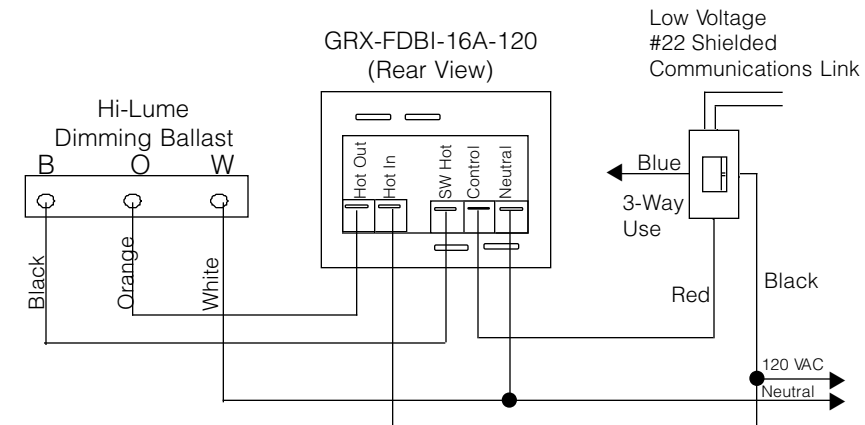 Low Voltage
#22 Shielded
Communications Link
GRX-FDBI-16A-120
(Rear View)
Hi-Lume
Dimming Ballast
B O W
Hot Out
Hot In
SW Hot
Control
Neutral
Blue
3-Way
Use
Black
Orange
White
Red
Black
120 VAC
Neutral